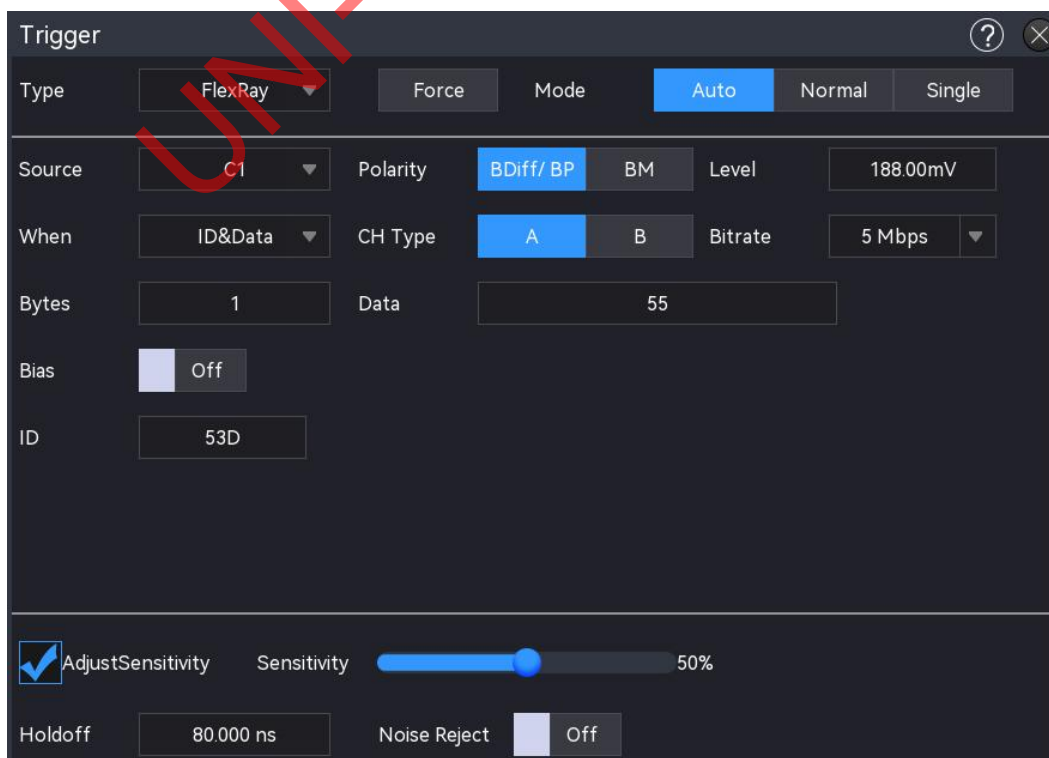 Trigger ?
Type FlexRay Force Mode Auto Normal Single
Source C1 Polarity BDiff/ BP BM Level 188.00mV
When ID&Data CH Type A B Bitrate 5 Mbps
Bytes 1 Data 55
Bias Off
ID 53D
AdjustSensitivity Sensitivity 50%
Holdoff 80.000 ns Noise Reject Off
UNI-